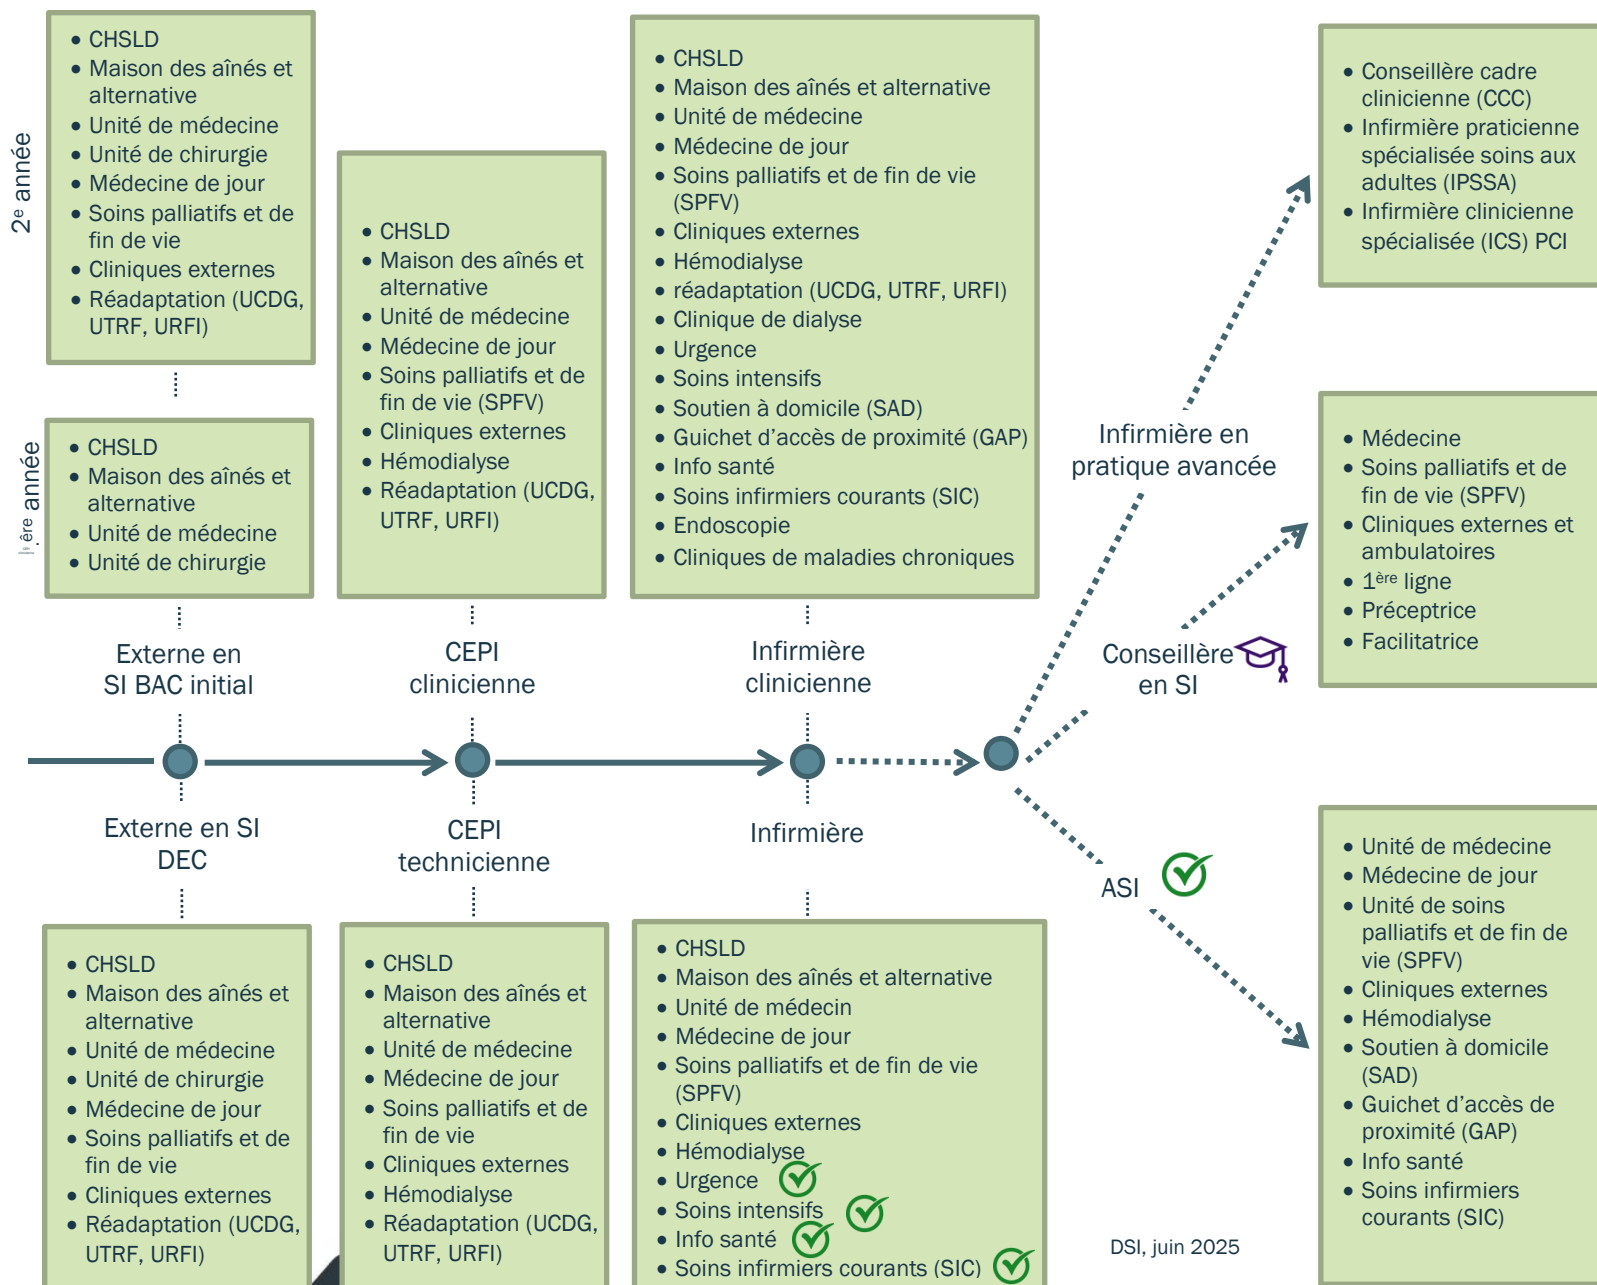 2e année
• CHSLD
• Maison des aînés et
alternative
• Unité de médecine
• Unité de chirurgie
• Médecine de jour
• Soins palliatifs et de
fin de vie
• Cliniques externes
• Réadaptation (UCDG,
UTRF, URFI)
ère année
• CHSLD
• Maison des aînés et
alternative
• Unité de médecine
• Unité de chirurgie
Externe en
SI BAC initial
• CHSLD
• Maison des aînés et
alternative
• Unité de médecine
• Médecine de jour
• Soins palliatifs et de
fin de vie (SPFV)
• Cliniques externes
• Hémodialyse
• Réadaptation (UCDG,
UTRF, URFI)
CEPI
clinicienne
• CHSLD
• Maison des aînés et alternative
• Unité de médecine
• Médecine de jour
• Soins palliatifs et de fin de vie
(SPFV)
• Cliniques externes
• Hémodialyse
• réadaptation (UCDG, UTRF, URFI)
• Clinique de dialyse
• Urgence
• Soins intensifs
• Soutien à domicile (SAD)
• Guichet d'accès de proximité (GAP)
• Info santé
• Soins infirmiers courants (SIC)
• Endoscopie
• Cliniques de maladies chroniques
Infirmière
clinicienne
Infirmière en
pratique avancée
• Conseillère cadre
clinicienne (CCC)
• Infirmière praticienne
spécialisée soins aux
adultes (IPSSA)
• Infirmière clinicienne
spécialisée (ICS) PCI
Conseillère
en SI
• Médecine
• Soins palliatifs et de
fin de vie (SPFV)
• Cliniques externes et
ambulatoires
• 1ère ligne
• Préceptrice
• Facilitatrice
Externe en SI
DEC
• CHSLD
• Maison des aînés et
alternative
• Unité de médecine
• Unité de chirurgie
• Médecine de jour
• Soins palliatifs et de
fin de vie
• Cliniques externes
• Réadaptation (UCDG,
UTRF, URFI)
CEPI
technicienne
• CHSLD
• Maison des aînés et
alternative
• Unité de médecine
• Médecine de jour
• Soins palliatifs et de
fin de vie
• Cliniques externes
• Hémodialyse
• Réadaptation (UCDG,
UTRF, URFI)
Infirmière
• CHSLD
• Maison des aînés et alternative
• Unité de médecin
• Médecine de jour
• Soins palliatifs et de fin de vie
(SPFV)
• Cliniques externes
• Hémodialyse
• Urgence
• Soins intensifs
• Info santé
• Soins infirmiers courants (SIC)
ASI
• Unité de médecine
• Médecine de jour
• Unité de soins
palliatifs et de fin de
vie (SPFV)
• Cliniques externes
• Hémodialyse
• Soutien à domicile
(SAD)
• Guichet d'accès de
proximité (GAP)
• Info santé
• Soins infirmiers
courants (SIC)
DSI, juin 2025